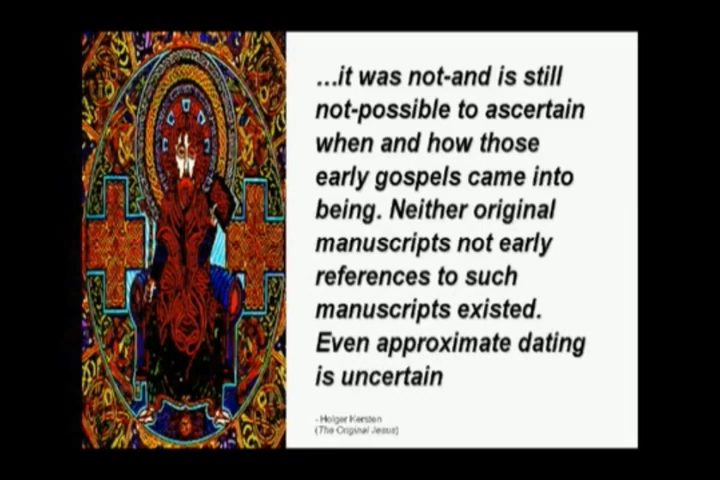 ...it was not-and is still
not-possible to ascertain
when and how those
early gospels came into
being. Neither original
manuscripts not early
references to such
manuscripts existed.
Even approximate dating
is uncertain
- Holger Kersten
(The Original Jesus)